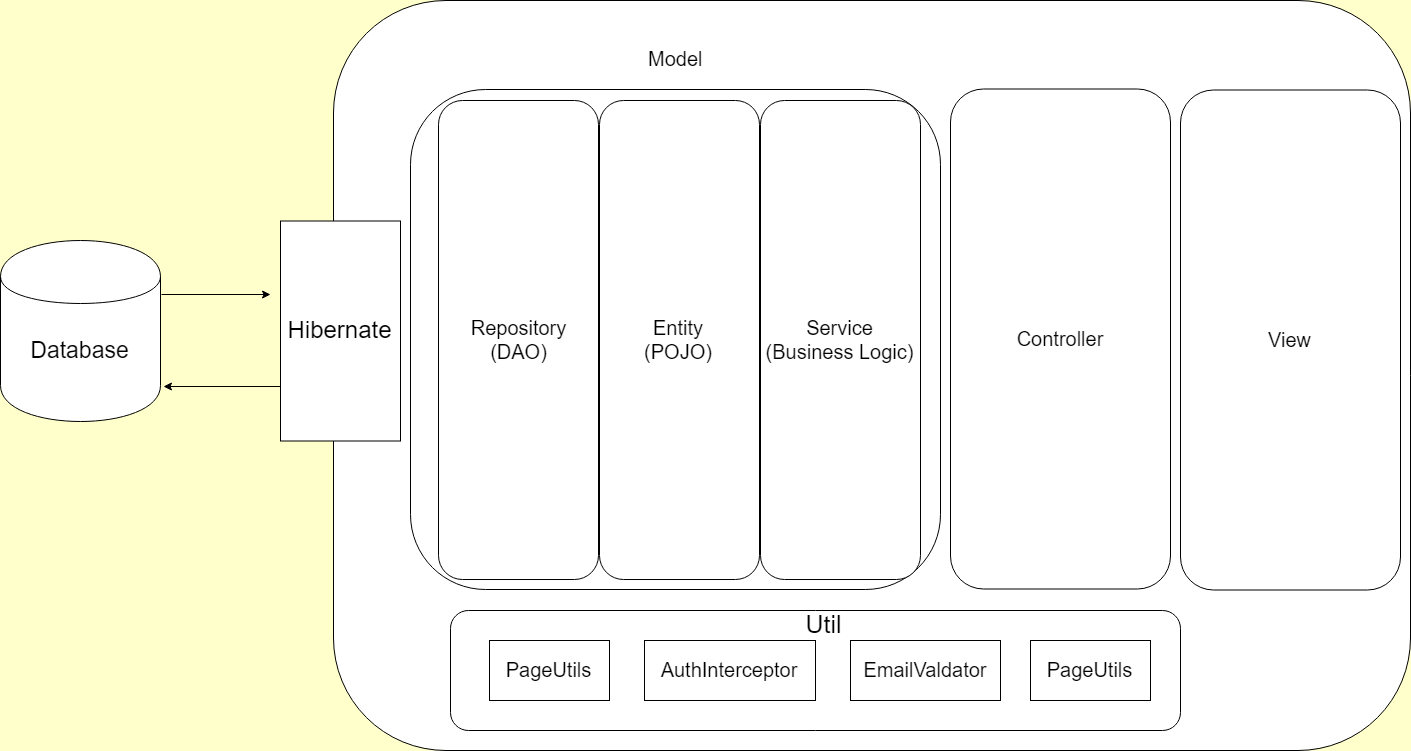 Model
Database
Hibernate
Repository
(DAO)
Entity
(POJO)
Service
(Business Logic)
Controller
View
Util
PageUtils
AuthInterceptor
EmailValdator
PageUtils